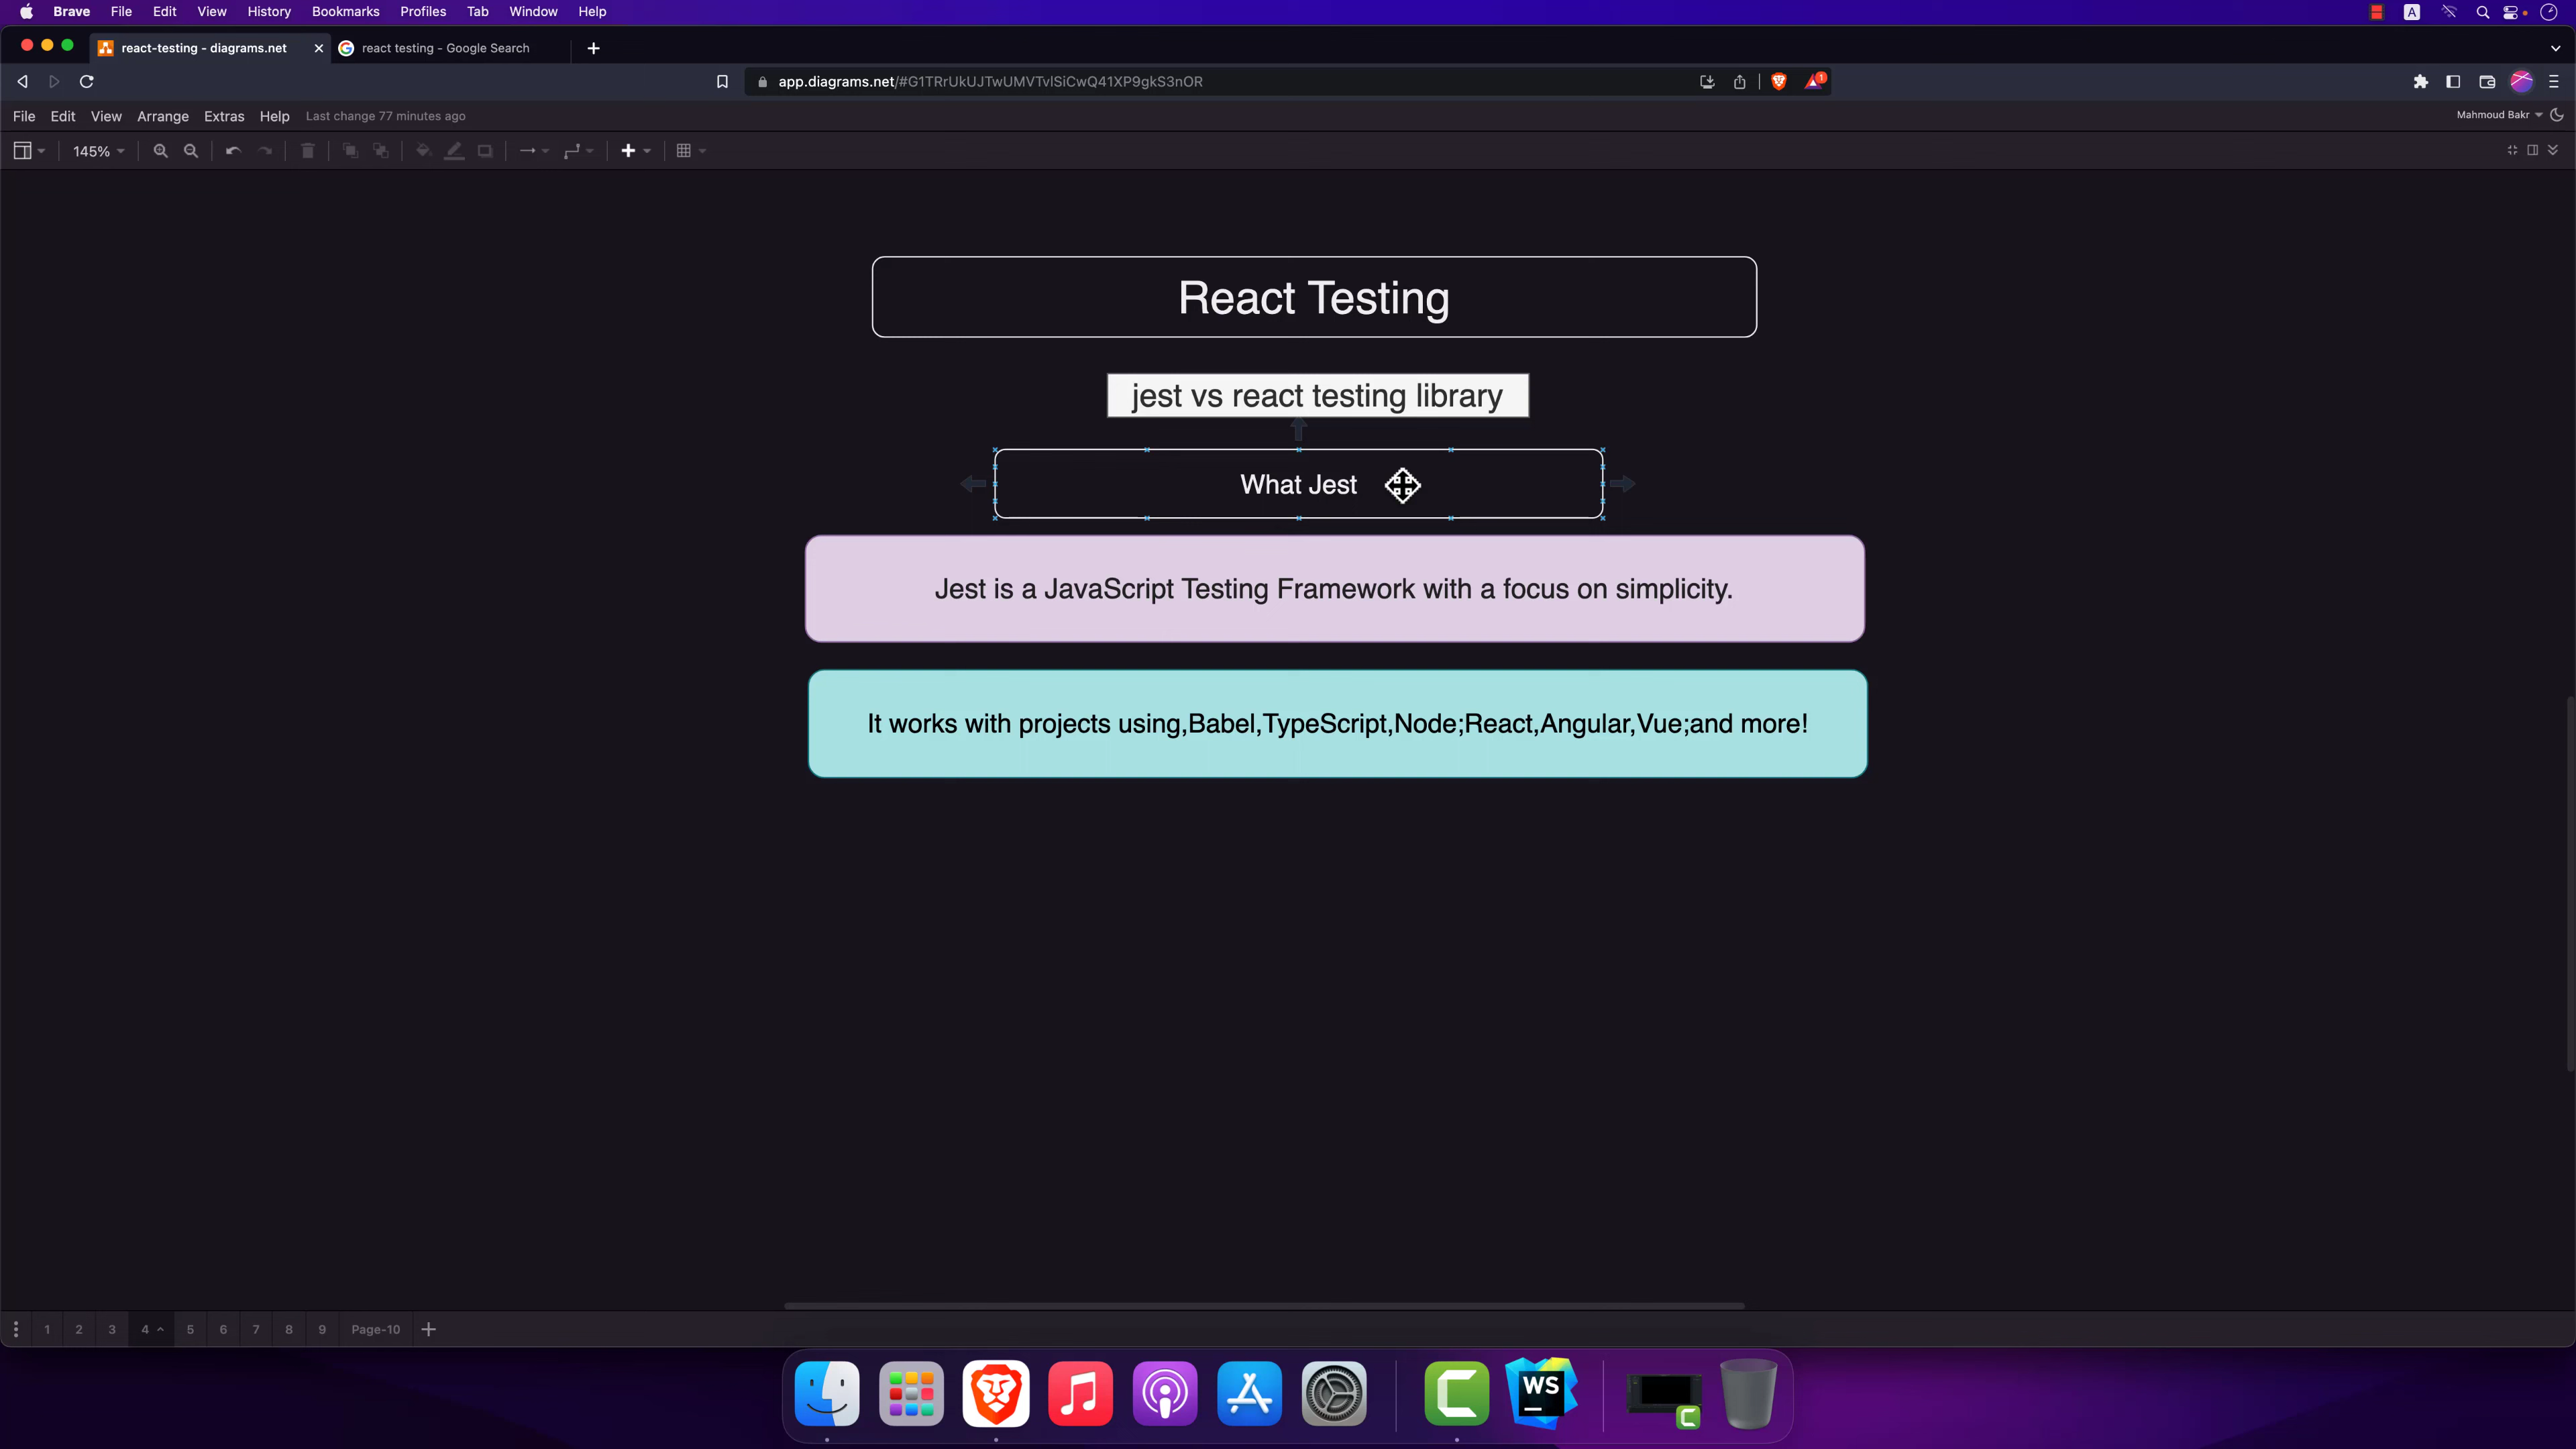 Brave File Edit View History Bookmarks Profiles Tab Window Help A
react-testing - diagrams.net react testing - Google Search
app.diagrams.net/#G1TRrUkUJTwUMVTvlSiCwQ41XP9gkS3nOR 1
File Edit View Arrange Extras Help Last change 77 minutes ago Mahmoud Bakr
145%
React Testing
jest vs react testing library
What Jest
Jest is a JavaScript Testing Framework with a focus on simplicity.
It works with projects using,Babel,TypeScript,Node;React,Angular,Vue;and more!
1 2 3 4 5 6 7 8 9 Page-10
WS